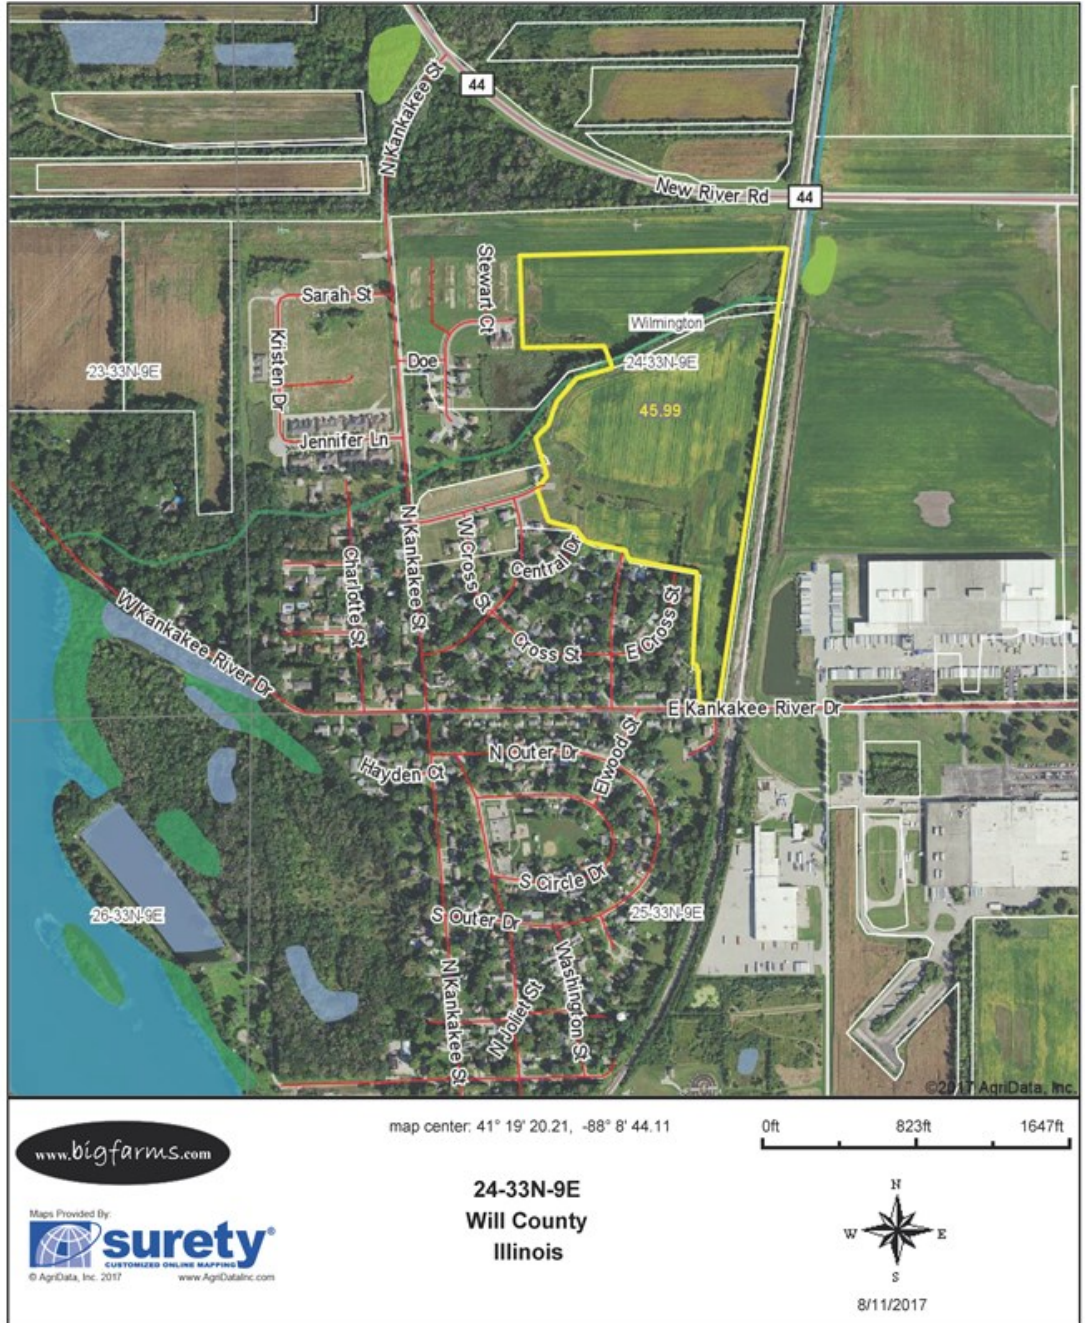 44
N Kankakee St
New River Rd
44
Stewart Ct
Sarah St
Wilmington
Kristen Dr
Doe
24-33N-9E
23-33N-9E
45.99
Jennifer Ln
N Kankakee St
W Cross St
Central Dr
Charlotte St
W Kankakee River Dr
Cross St
E Cross St
E Kankakee River Dr
N Outer Dr
Elwood St
Hayden Ct
S Circle Dr
26-33N-9E
S Outer Dr
25-33N-9E
N Kankakee St
N Joliet St
Washington St
©2017 AgriData, Inc.
www.bigfarms.com
map center: 41° 19' 20.21, -88° 8' 44.11
0ft 823ft 1647ft
24-33N-9E
Will County
Illinois
Maps Provided By:
surety®
CUSTOMIZED ONLINE MAPPING
© AgriData, Inc. 2017 www.AgriDataInc.com
N
W E
S
8/11/2017